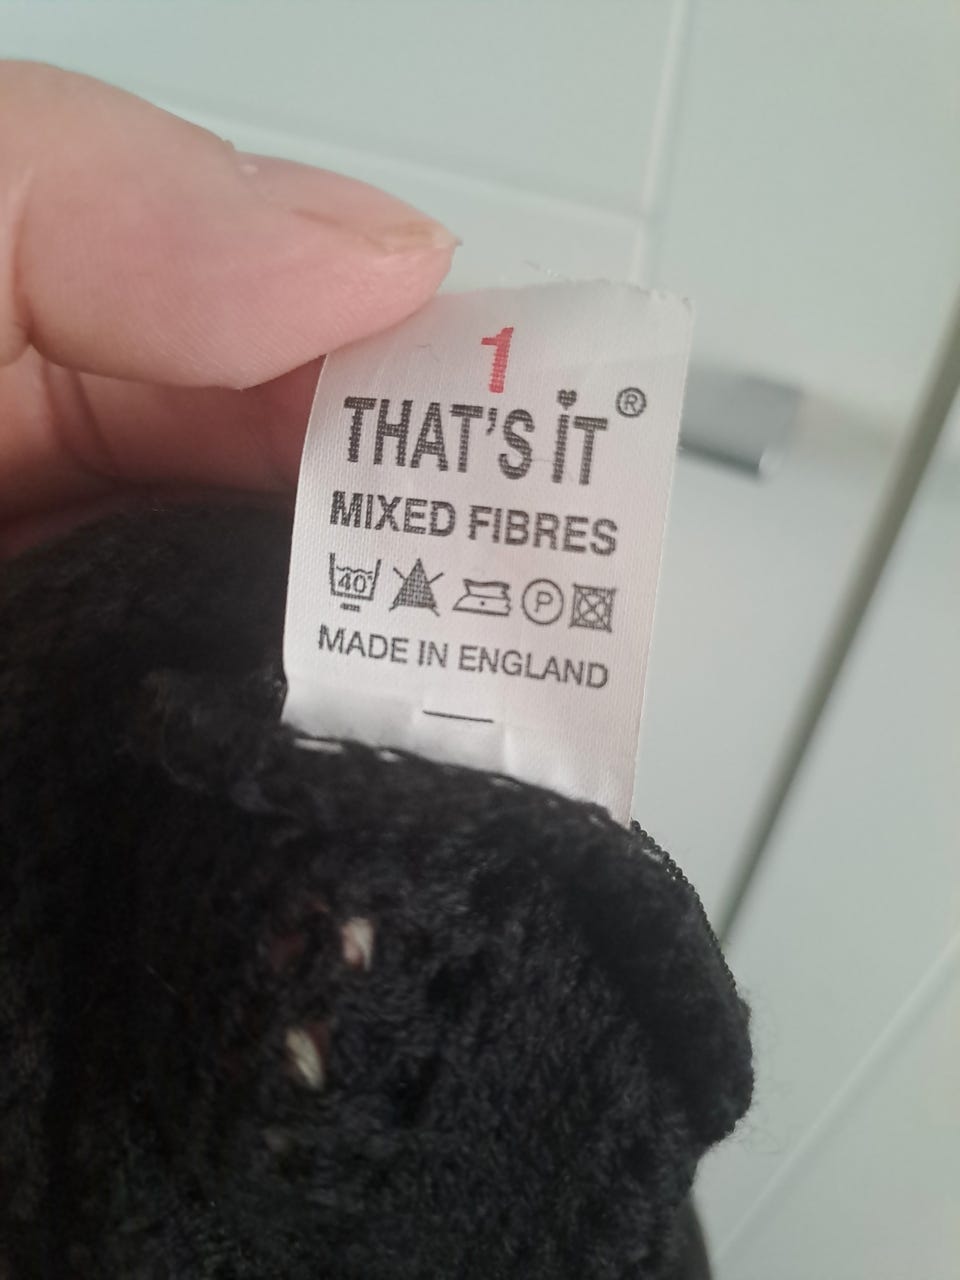 1
THAT'S IT ®
MIXED FIBRES
40 P
MADE IN ENGLAND